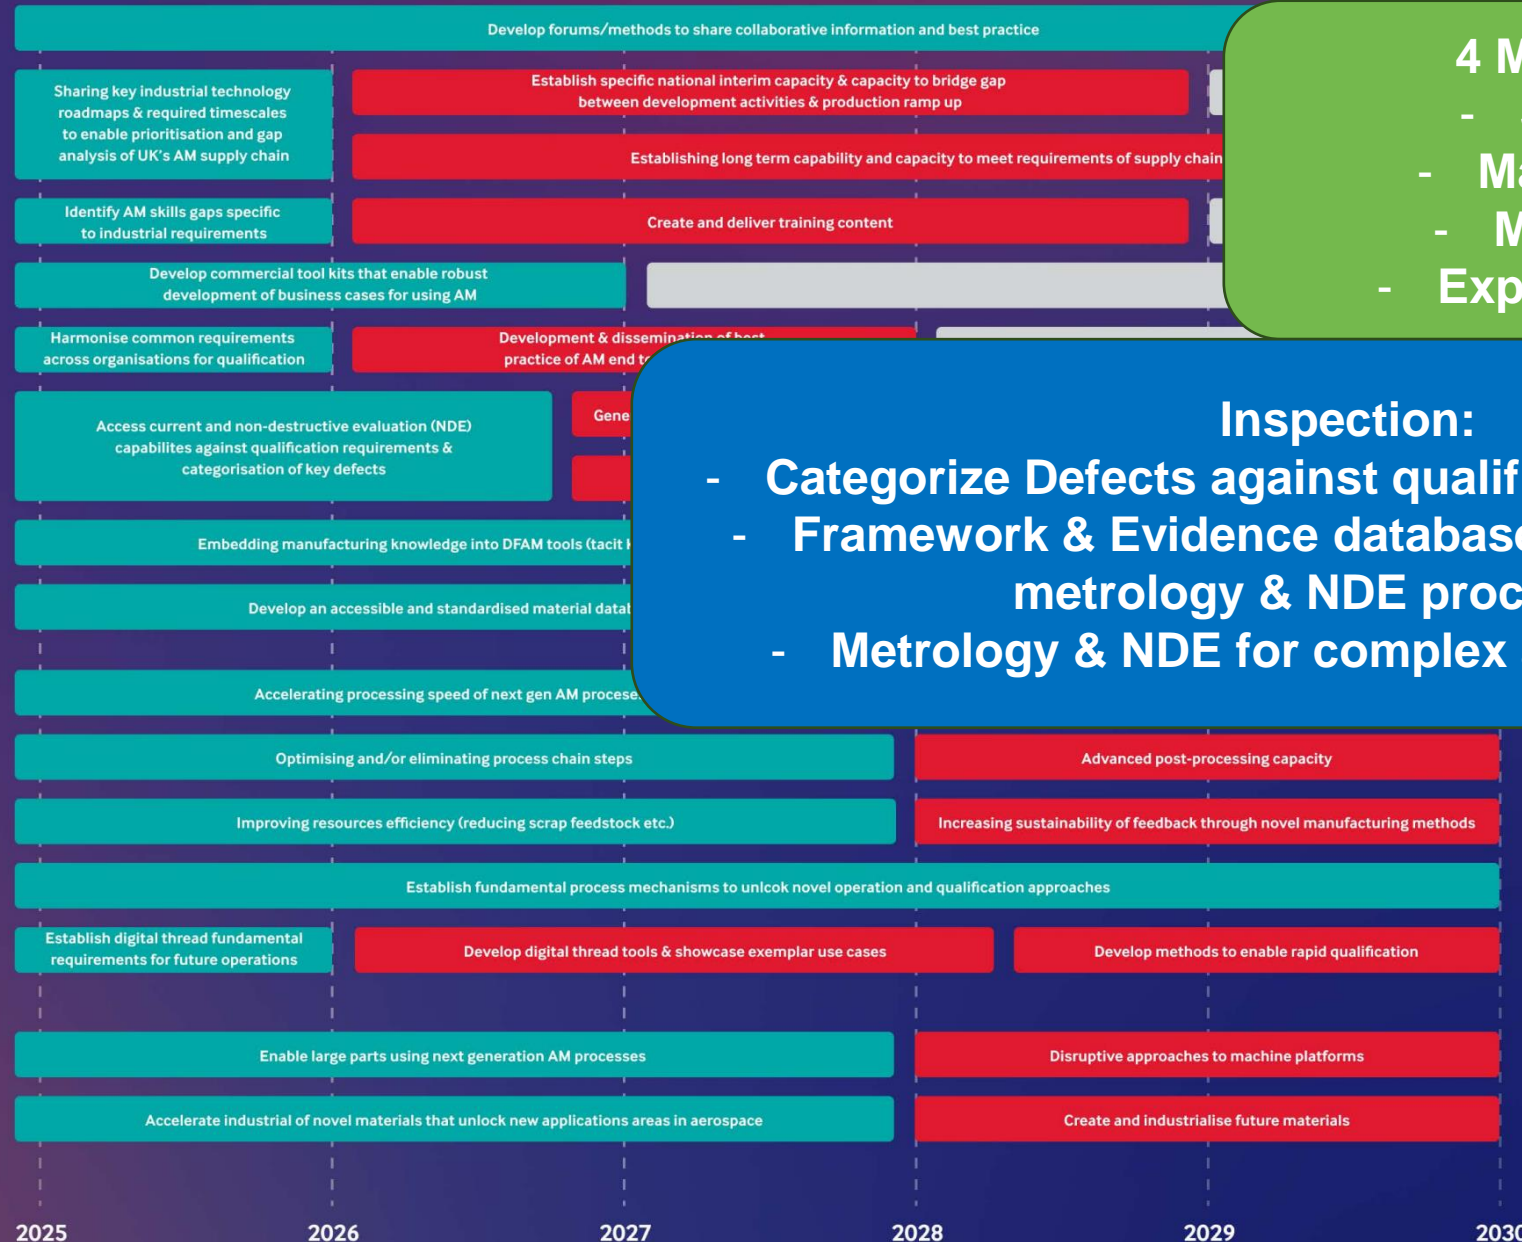 Develop forums/methods to share collaborative information and best practice
Sharing key industrial technology
roadmaps & required timescales
to enable prioritisation and gap
analysis of UK's AM supply chain
Establish specific national interim capacity & capacity to bridge gap
between development activities & production ramp up
Establishing long term capability and capacity to meet requirements of supply chain
Identify AM skills gaps specific
to industrial requirements
Create and deliver training content
Develop commercial tool kits that enable robust
development of business cases for using AM
Harmonise common requirements
across organisations for qualification
Development & dissemination of best
practice of AM end
Access current and non-destructive evaluation (NDE)
capabilites against qualification requirements &
categorisation of key defects
Embedding manufacturing knowledge into DFAM tools (tacit
Develop an accessible and standardised material
Accelerating processing speed of next gen AM
Optimising and/or eliminating process chain steps
Advanced post-processing capacity
Improving resources efficiency (reducing scrap feedstock etc.)
Increasing sustainability of feedback through novel manufacturing methods
Establish fundamental process mechanisms to unlcok novel operation and qualification approaches
Establish digital thread fundamental
requirements for future operations
Develop digital thread tools & showcase exemplar use cases
Develop methods to enable rapid qualification
Enable large parts using next generation AM processes
Disruptive approaches to machine platforms
Accelerate industrial of novel materials that unlock new applications areas in aerospace
Create and industrialise future materials
2025 2026 2027 2028 2029 2030
4
-
-
-
-
Inspection:
- Categorize Defects against
- Framework & Evidence
metrology & NDE
- Metrology & NDE for complex